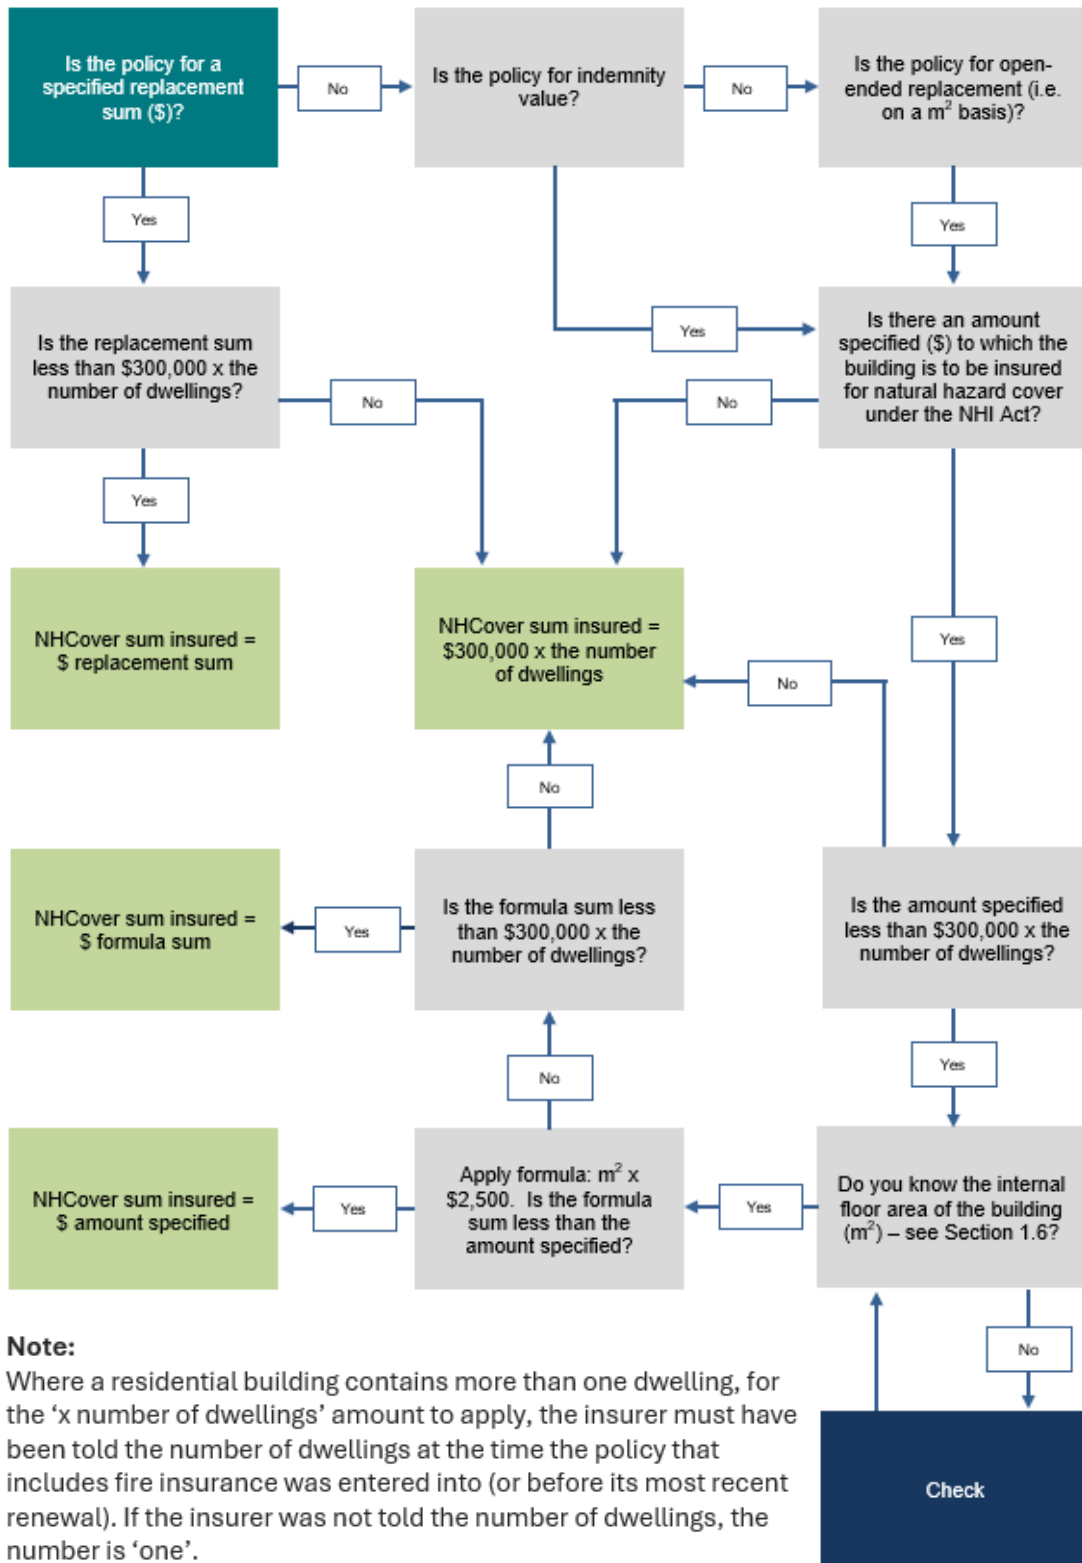 Is the policy for a
specified replacement
sum ($)?
No
Is the policy for indemnity
value?
No
Is the policy for open-
ended replacement (i.e.
on a m² basis)?
Yes
Yes
Is the replacement sum
less than $300,000 x the
number of dwellings?
No
Yes
No
Is there an amount
specified ($) to which the
building is to be insured
for natural hazard cover
under the NHI Act?
Yes
NHCover sum insured =
$ replacement sum
NHCover sum insured =
$300,000 x the number
of dwellings
Yes
No
No
NHCover sum insured =
$ formula sum
Yes
Is the formula sum less
than $300,000 x the
number of dwellings?
Is the amount specified
less than $300,000 x the
number of dwellings?
No
Yes
NHCover sum insured =
$ amount specified
Yes
Apply formula: m² x
$2,500. Is the formula
sum less than the
amount specified?
Yes
Do you know the internal
floor area of the building
(m²) – see Section 1.6?
No
Check
Note:
Where a residential building contains more than one dwelling, for
the ‘x number of dwellings’ amount to apply, the insurer must have
been told the number of dwellings at the time the policy that
includes fire insurance was entered into (or before its most recent
renewal). If the insurer was not told the number of dwellings, the
number is ‘one’.